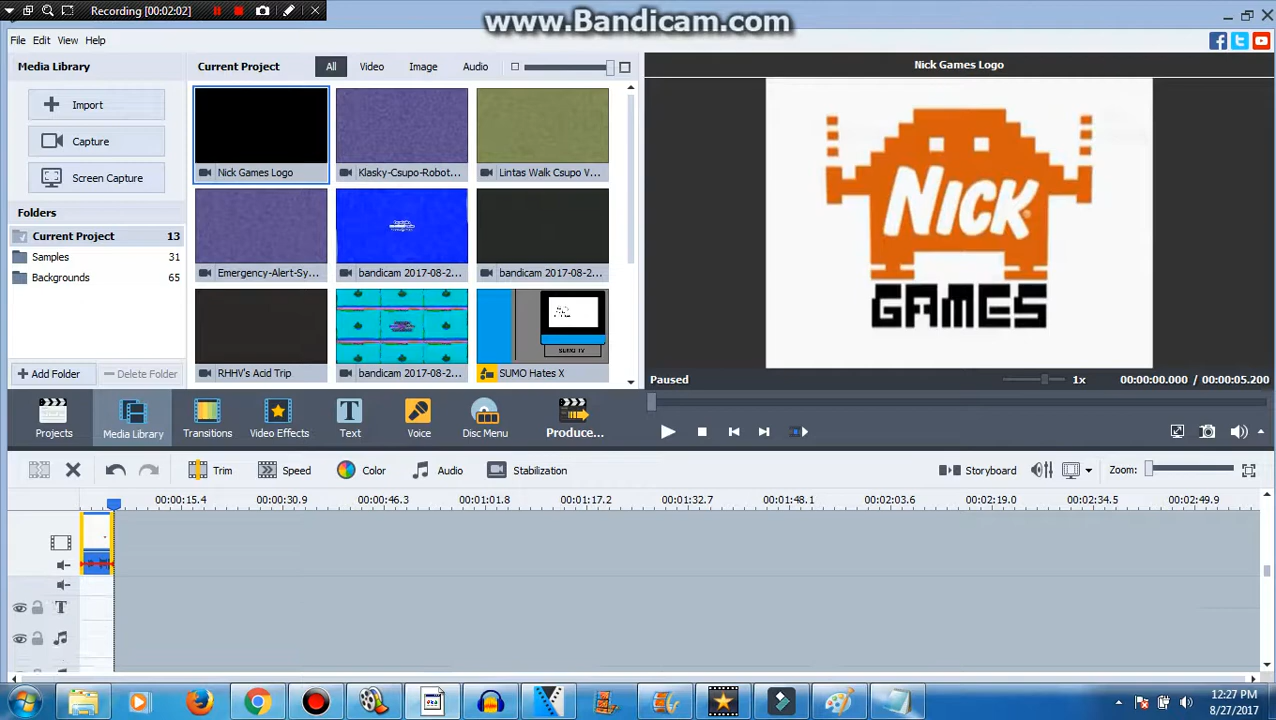 Recording [00:02:02]
www.Bandicam.com
File Edit View Help
Media Library
Current Project All Video Image Audio
Nick Games Logo
Import
Capture
Screen Capture
Nick Games Logo Klasky-Csupo-Robot... Lintas Walk Csupo V...
NICK
GAMES
Folders
Current Project 13
Samples 31
Backgrounds 65
Emergency-Alert-Sy... bandicam 2017-08-2... bandicam 2017-08-2...
SUMO TV
RHHV's Acid Trip bandicam 2017-08-2... SUMO Hates X
+ Add Folder Delete Folder
Paused 1x 00:00:00.000 / 00:00:05.200
Projects Media Library Transitions Video Effects Text Voice Disc Menu Produce...
Trim Speed Color Audio Stabilization Storyboard Zoom:
00:00:15.4 00:00:30.9 00:00:46.3 00:01:01.8 00:01:17.2 00:01:32.7 00:01:48.1 00:02:03.6 00:02:19.0 00:02:34.5 00:02:49.9
T
12:27 PM
8/27/2017